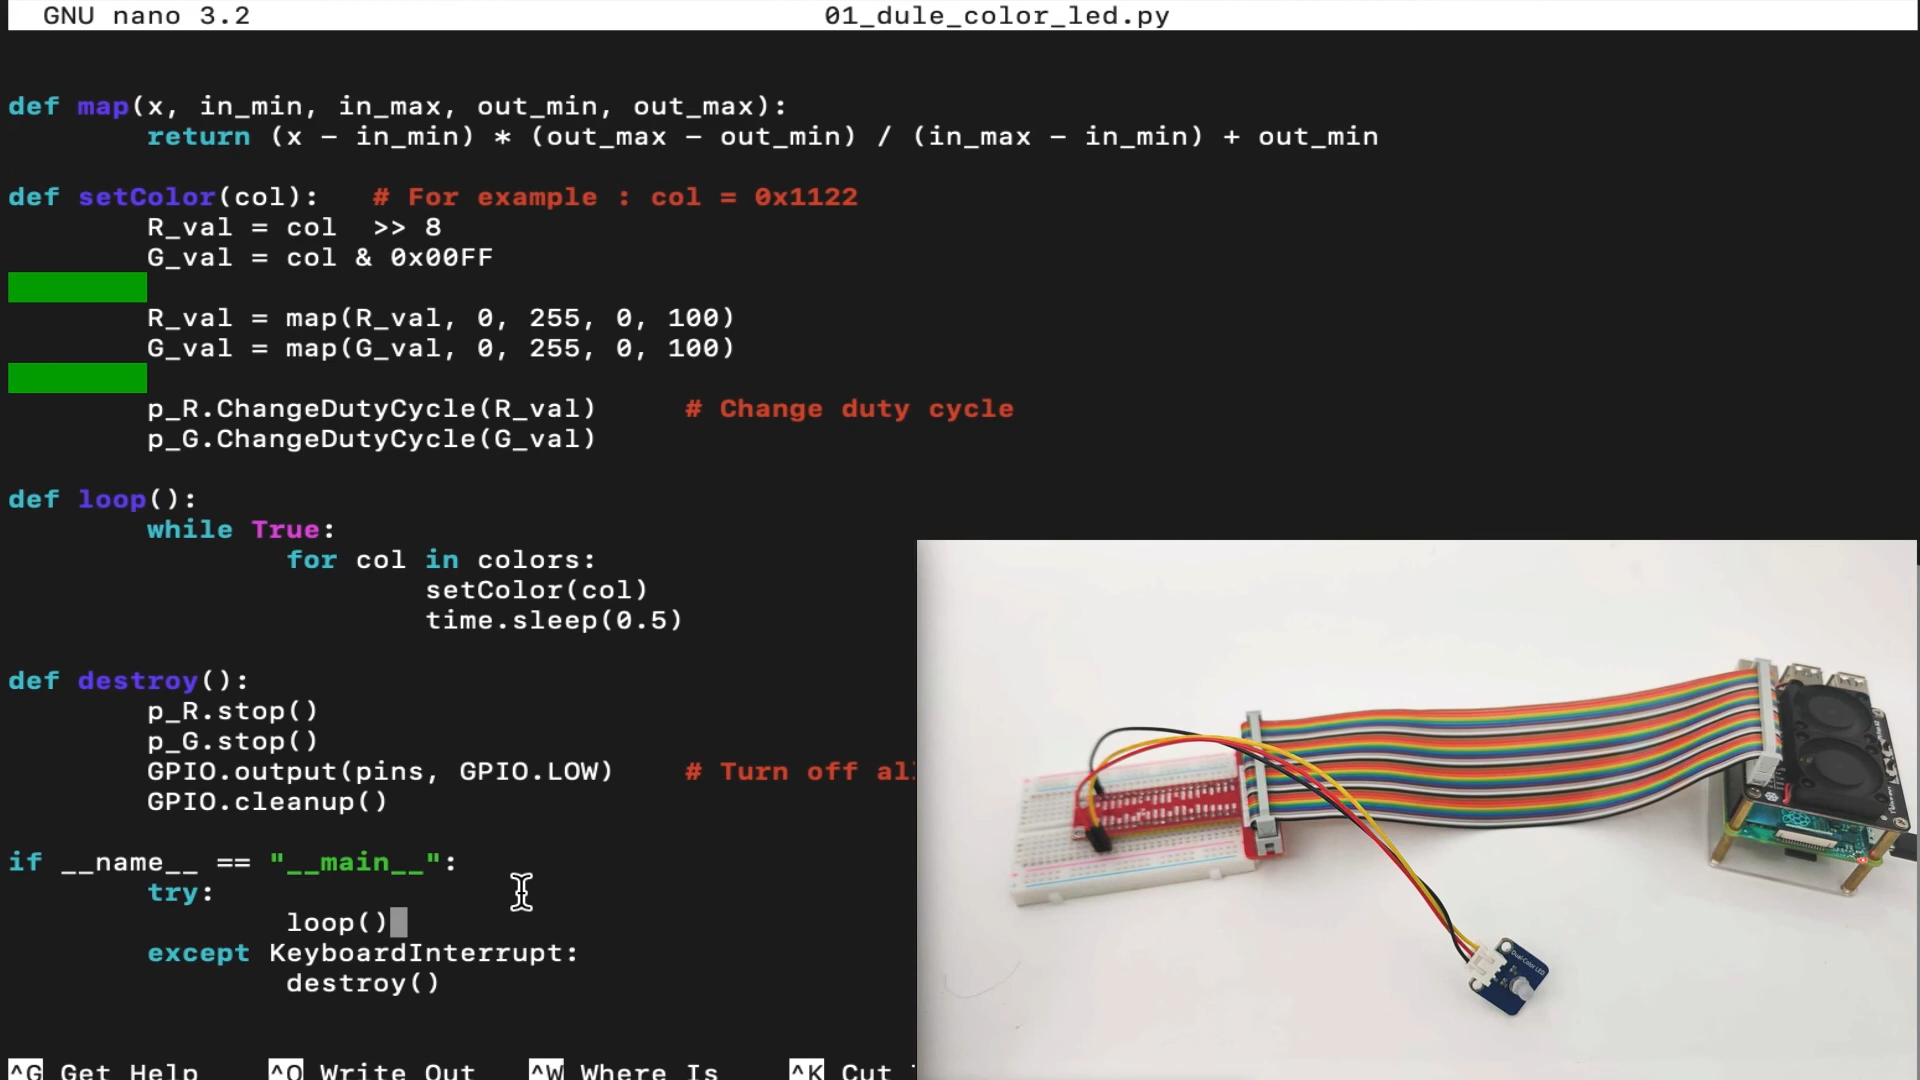 GNU nano 3.2 01_dule_color_led.py
def map(x, in_min, in_max, out_min, out_max):
return (x - in_min) * (out_max - out_min) / (in_max - in_min) + out_min
def setColor(col): # For example : col = 0x1122
R_val = col >> 8
G_val = col & 0x00FF
R_val = map(R_val, 0, 255, 0, 100)
G_val = map(G_val, 0, 255, 0, 100)
p_R.ChangeDutyCycle(R_val) # Change duty cycle
p_G.ChangeDutyCycle(G_val)
def loop():
while True:
for col in colors:
setColor(col)
time.sleep(0.5)
def destroy():
p_R.stop()
p_G.stop()
GPIO.output(pins, GPIO.LOW) # Turn off al
GPIO.cleanup()
if __name__ == "__main__":
try:
loop()
except KeyboardInterrupt:
destroy()
^G Get Help ^O Write Out ^W Where Is ^K Cut
Dual-Color LED